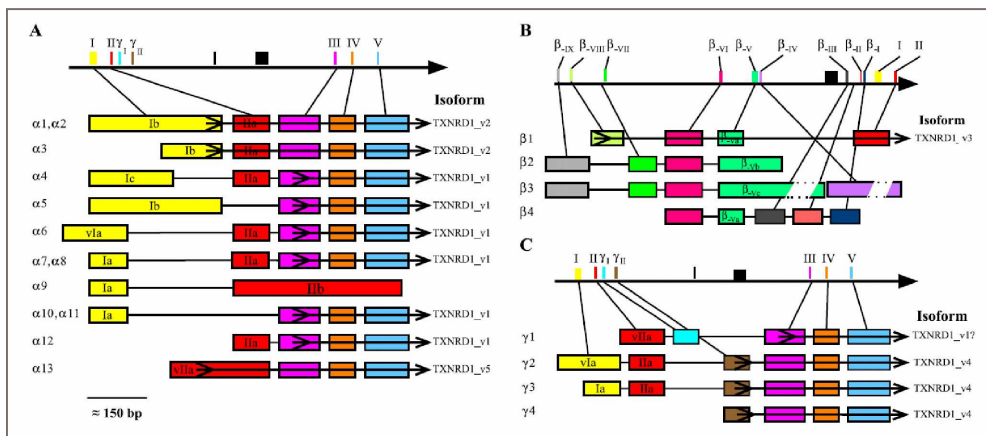 A
I II γI γII III IV V
Isoform
α1,α2 Ib IIa TXNRD1_v2
α3 Ib IIa TXNRD1_v2
α4 Ic IIa TXNRD1_v1
α5 Ib TXNRD1_v1
α6 vIa IIa TXNRD1_v1
α7,α8 Ia IIa TXNRD1_v1
α9 Ia IIb
α10,α11 Ia TXNRD1_v1
α12 IIa TXNRD1_v1
α13 vIIa TXNRD1_v5
≈ 150 bp
B
β-IX β-VIII β-VII β-VI β-V β-IV β-III β-II β-I I II
Isoform
β1 β-Va TXNRD1_v3
β2 β-Vb
β3 β-Vc
β4 β-Va
C
I II γI γII III IV V
Isoform
γ1 vIIa TXNRD1_v1?
γ2 vIa IIa TXNRD1_v4
γ3 Ia IIa TXNRD1_v4
γ4 TXNRD1_v4